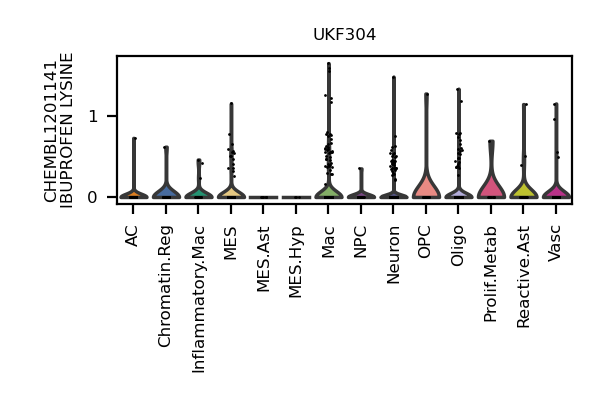 UKF304
CHEMBL1201141
IBUPROFEN LYSINE
1
0
AC
Chromatin.Reg
Inflammatory.Mac
MES
MES.Ast
MES.Hyp
Mac
NPC
Neuron
OPC
Oligo
Prolif.Metab
Reactive.Ast
Vasc